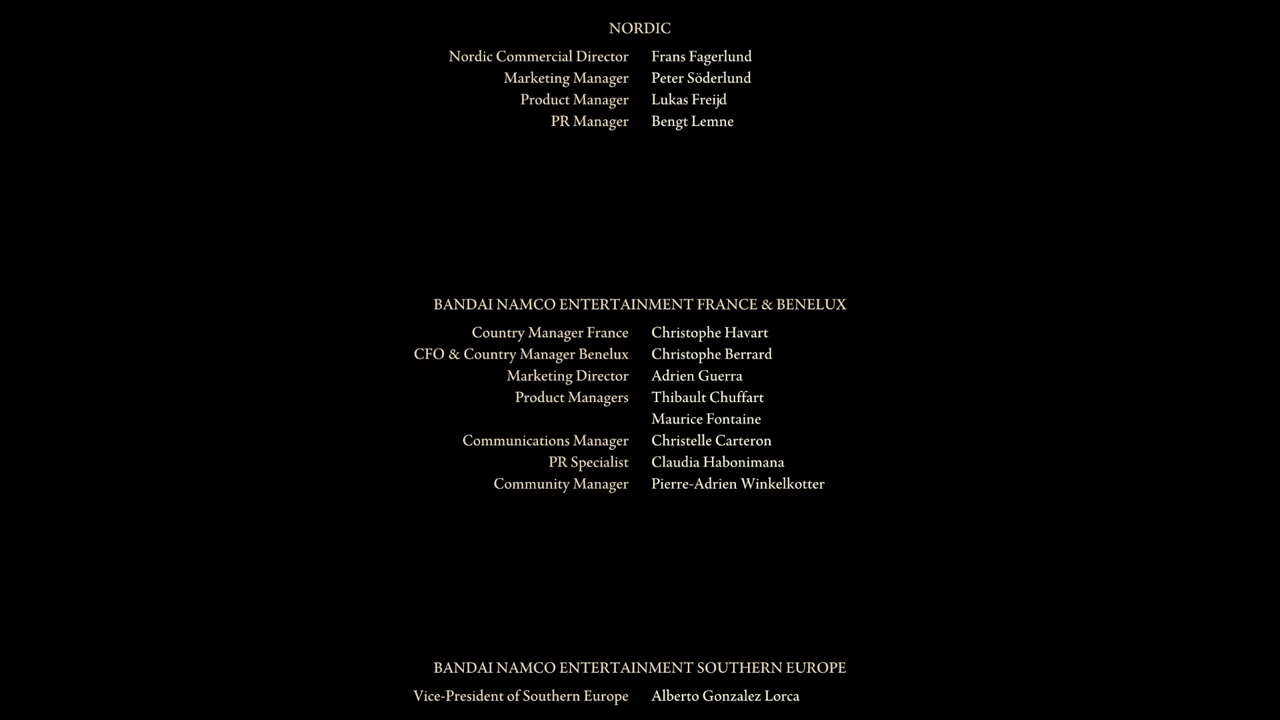 NORDIC
Nordic Commercial Director Frans Fagerlund
Marketing Manager Peter Söderlund
Product Manager Lukas Freijd
PR Manager Bengt Lemne
BANDAI NAMCO ENTERTAINMENT FRANCE & BENELUX
Country Manager France Christophe Havart
CFO & Country Manager Benelux Christophe Berrard
Marketing Director Adrien Guerra
Product Managers Thibault Chuffart
Maurice Fontaine
Communications Manager Christelle Carteron
PR Specialist Claudia Habonimana
Community Manager Pierre-Adrien Winkelkotter
BANDAI NAMCO ENTERTAINMENT SOUTHERN EUROPE
Vice-President of Southern Europe Alberto Gonzalez Lorca